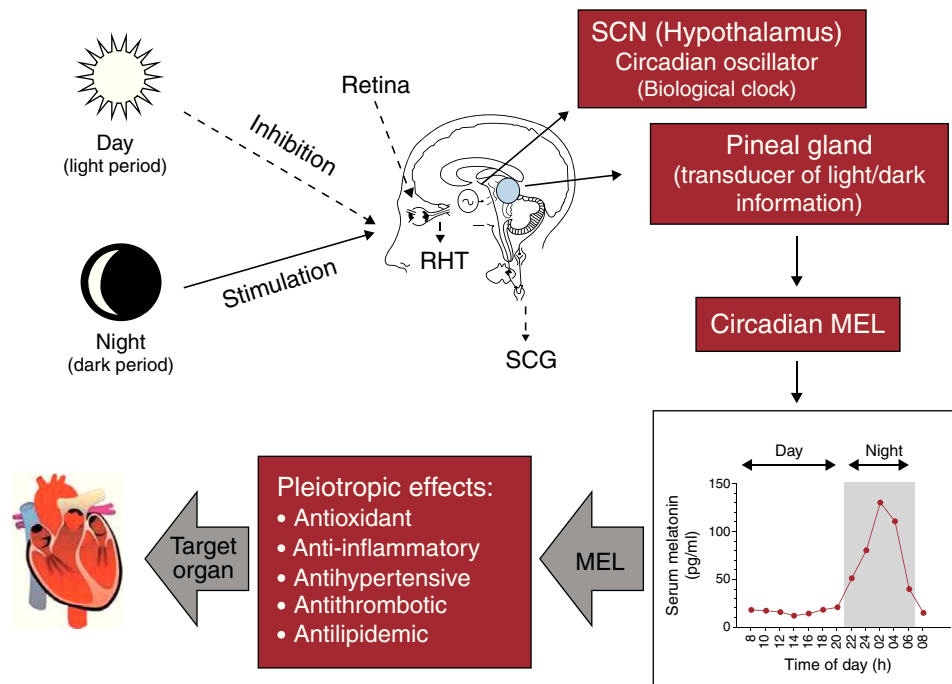 SCN (Hypothalamus)
Circadian oscillator
(Biological clock)
Retina
Day
(light period)
Inhibition
Pineal gland
(transducer of light/dark
information)
RHT
Stimulation
Night
(dark period)
SCG
Circadian MEL
Day
Night
Serum melatonin
(pg/ml)
150
100
50
0
8
10
12
14
16
18
20
22
24
02
04
06
08
Time of day (h)
MEL
Pleiotropic effects:
• Antioxidant
• Anti-inflammatory
• Antihypertensive
• Antithrombotic
• Antilipidemic
Target
organ